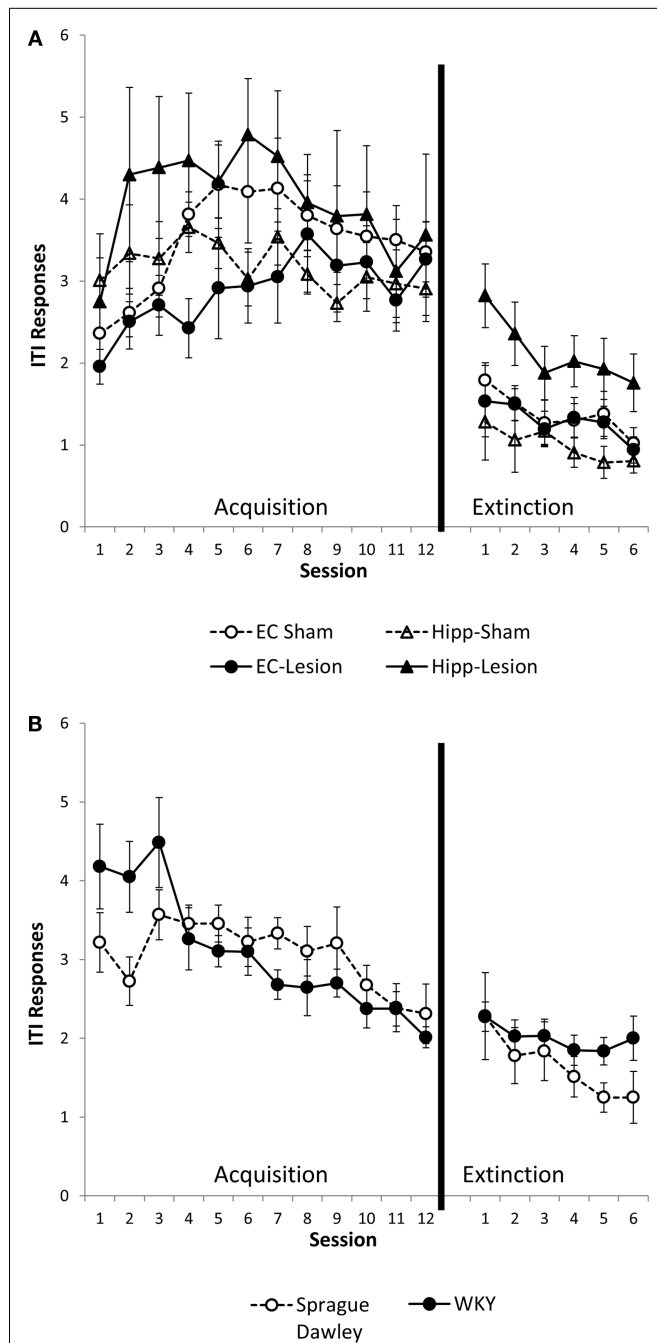 A
6
5
4
3
2
1
0
ITI Responses
Acquisition
Extinction
1 2 3 4 5 6 7 8 9 10 11 12
1 2 3 4 5 6
Session
EC Sham
Hipp-Sham
EC-Lesion
Hipp-Lesion
B
6
5
4
3
2
1
0
ITI Responses
Acquisition
Extinction
1 2 3 4 5 6 7 8 9 10 11 12
1 2 3 4 5 6
Session
Sprague
Dawley
WKY